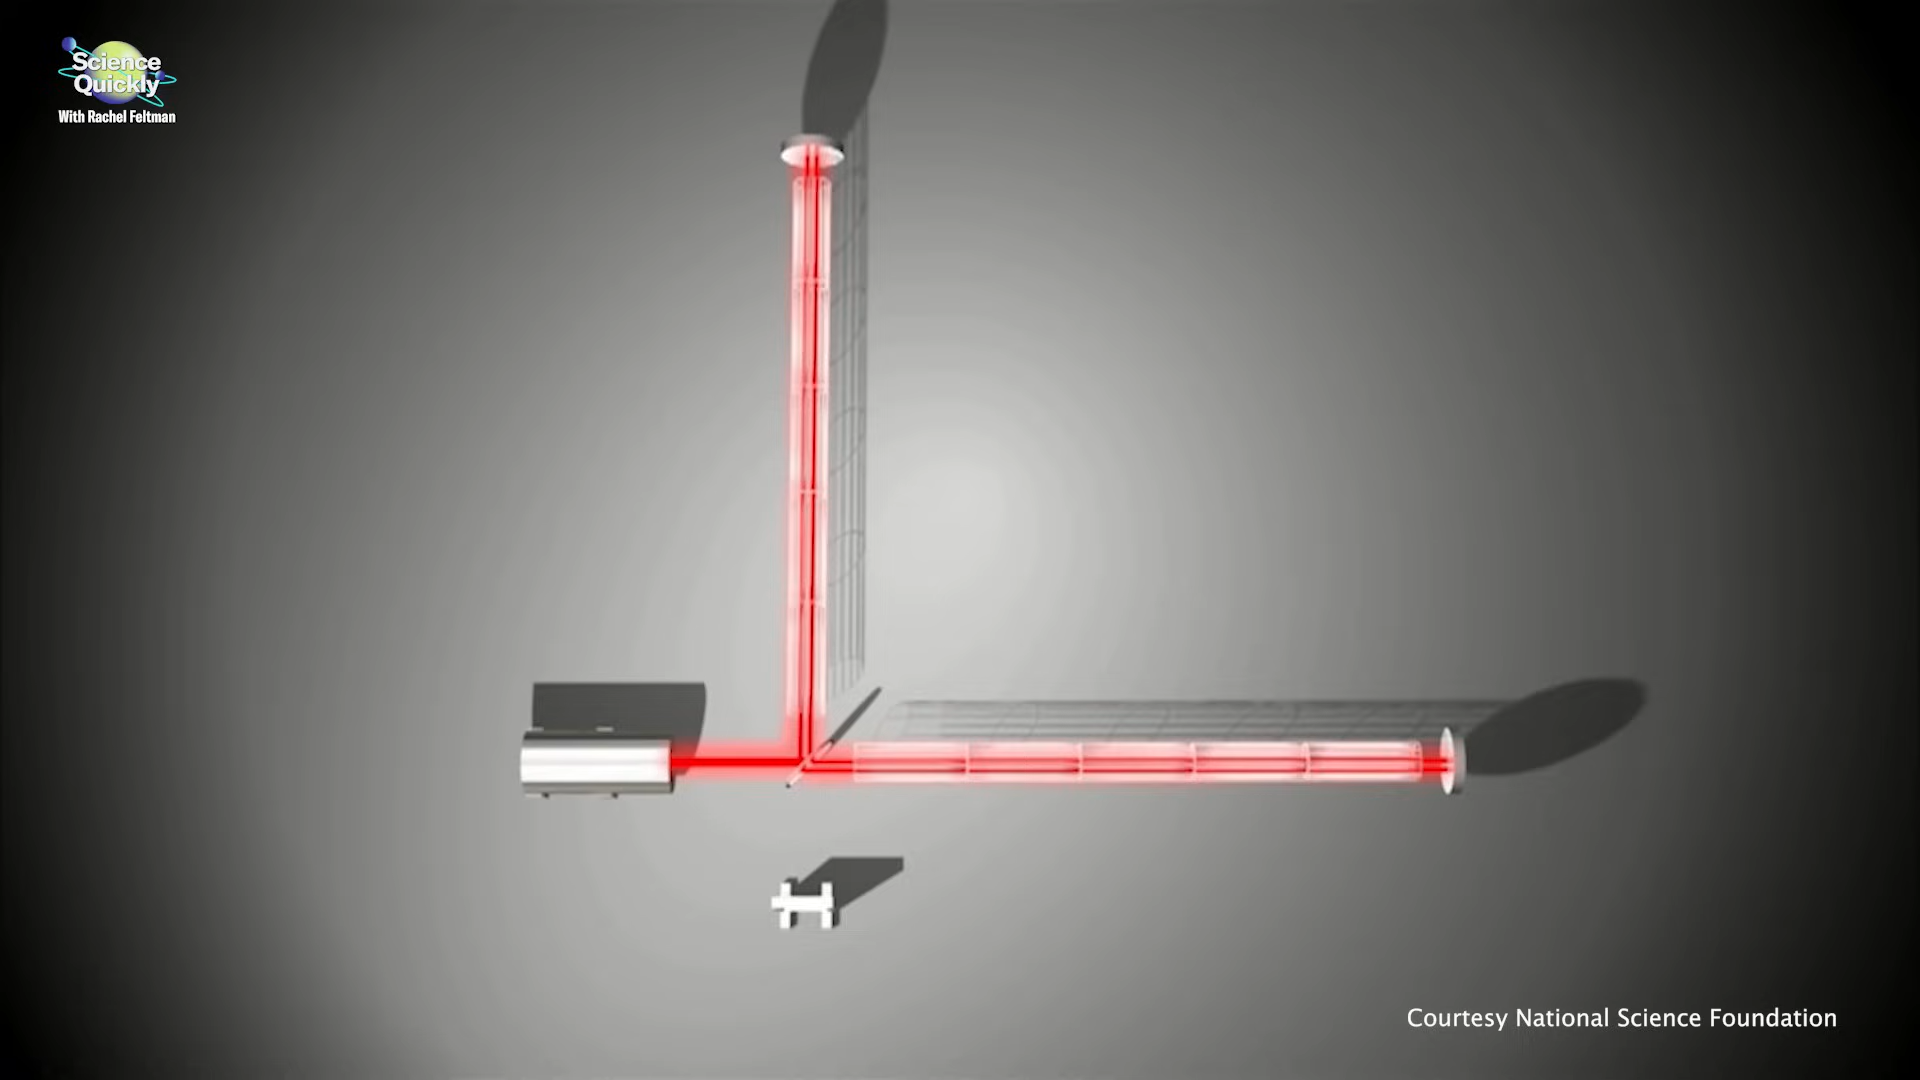 Science
Quickly
With Rachel Feltman
Courtesy National Science Foundation